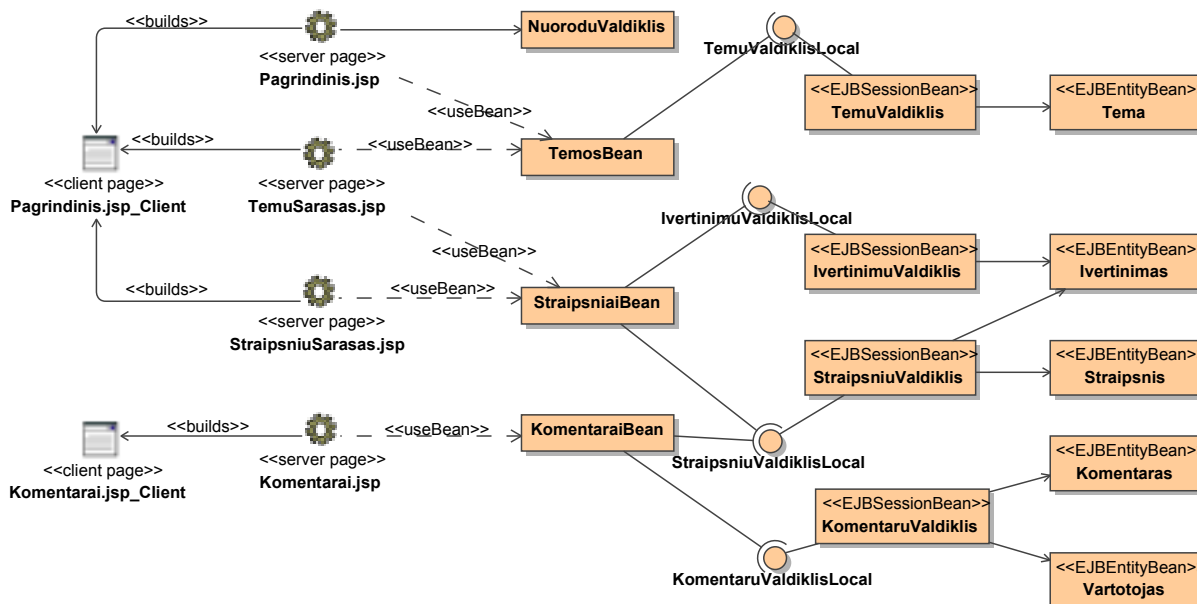 <<builds>>
<<server page>>
Pagrindinis.jsp
NuoroduValdiklis
TemuValdiklisLocal
<<EJBSessionBean>>
TemuValdiklis
<<EJBEntityBean>>
Tema
<<useBean>>
<<builds>>
<<useBean>>
TemosBean
<<client page>>
Pagrindinis.jsp_Client
<<server page>>
TemuSarasas.jsp
IvertinimuValdiklisLocal
<<useBean>>
<<EJBSessionBean>>
IvertinimuValdiklis
<<EJBEntityBean>>
Ivertinimas
<<builds>>
<<useBean>>
StraipsniaiBean
<<server page>>
StraipsniuSarasas.jsp
<<EJBSessionBean>>
StraipsniuValdiklis
<<EJBEntityBean>>
Straipsnis
<<builds>>
<<useBean>>
KomentaraiBean
StraipsniuValdiklisLocal
<<client page>>
Komentarai.jsp_Client
<<server page>>
Komentarai.jsp
<<EJBEntityBean>>
Komentaras
<<EJBSessionBean>>
KomentaruValdiklis
KomentaruValdiklisLocal
<<EJBEntityBean>>
Vartotojas